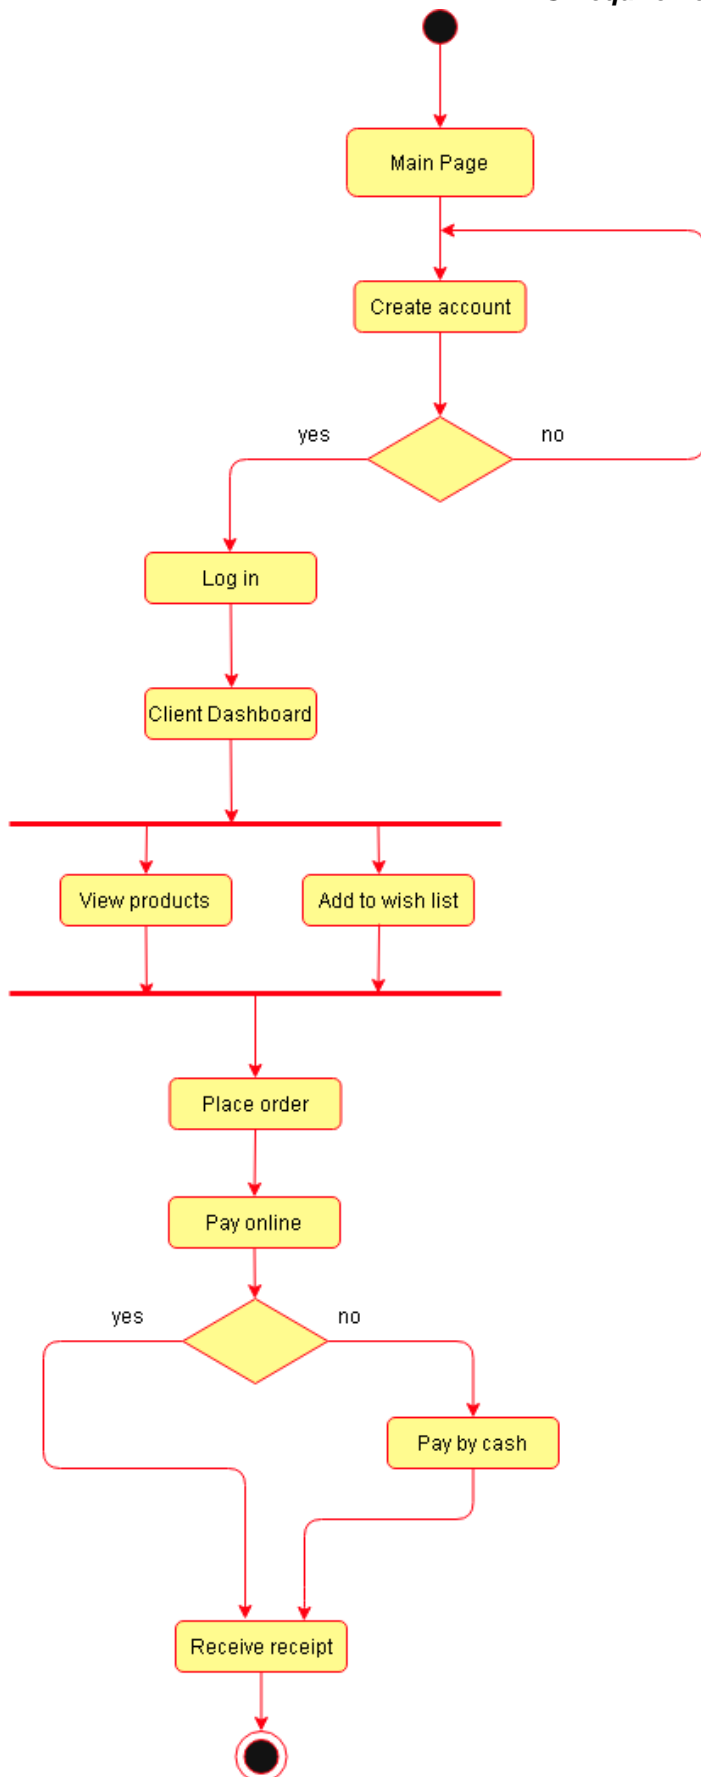 Main Page
Create account
yes
no
Log in
Client Dashboard
View products
Add to wish list
Place order
Pay online
yes
no
Pay by cash
Receive receipt